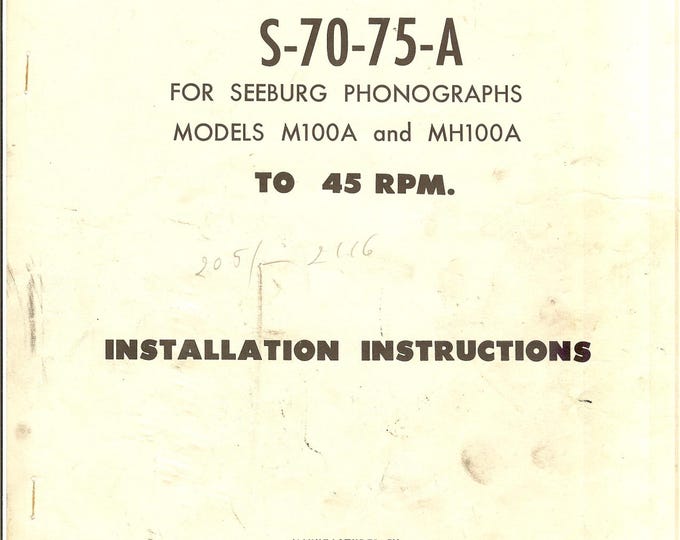 S-70-75-A
FOR SEEBURG PHONOGRAPHS
MODELS M100A and MH100A
TO 45 RPM.
INSTALLATION INSTRUCTIONS